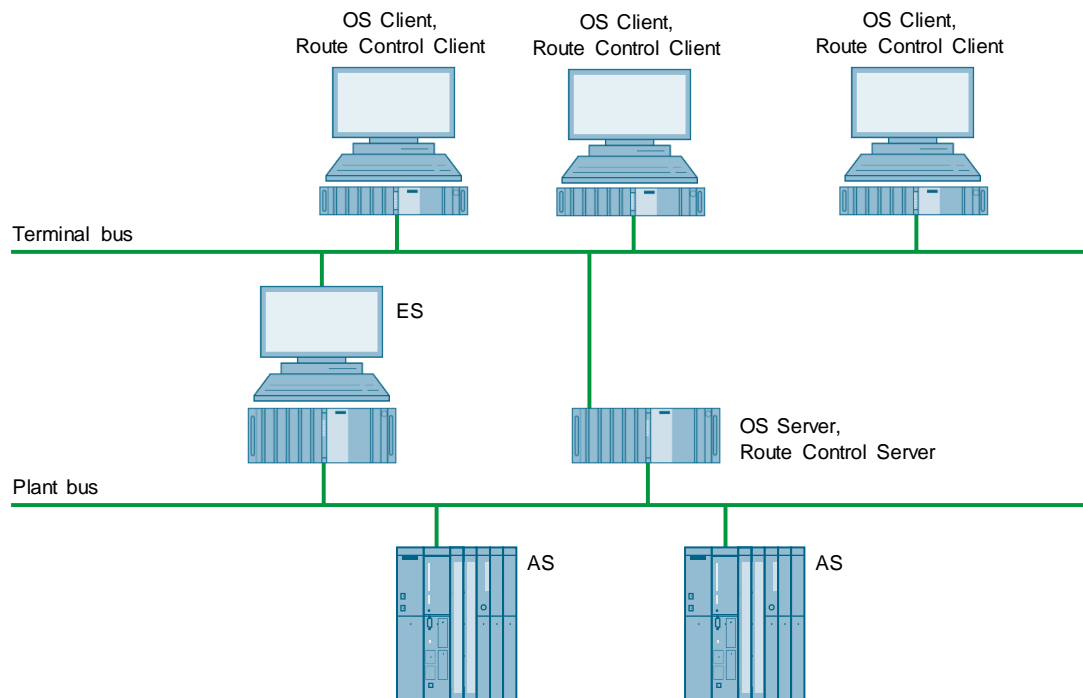 OS Client,
Route Control Client
OS Client,
Route Control Client
OS Client,
Route Control Client
Terminal bus
ES
OS Server,
Route Control Server
Plant bus
AS
AS